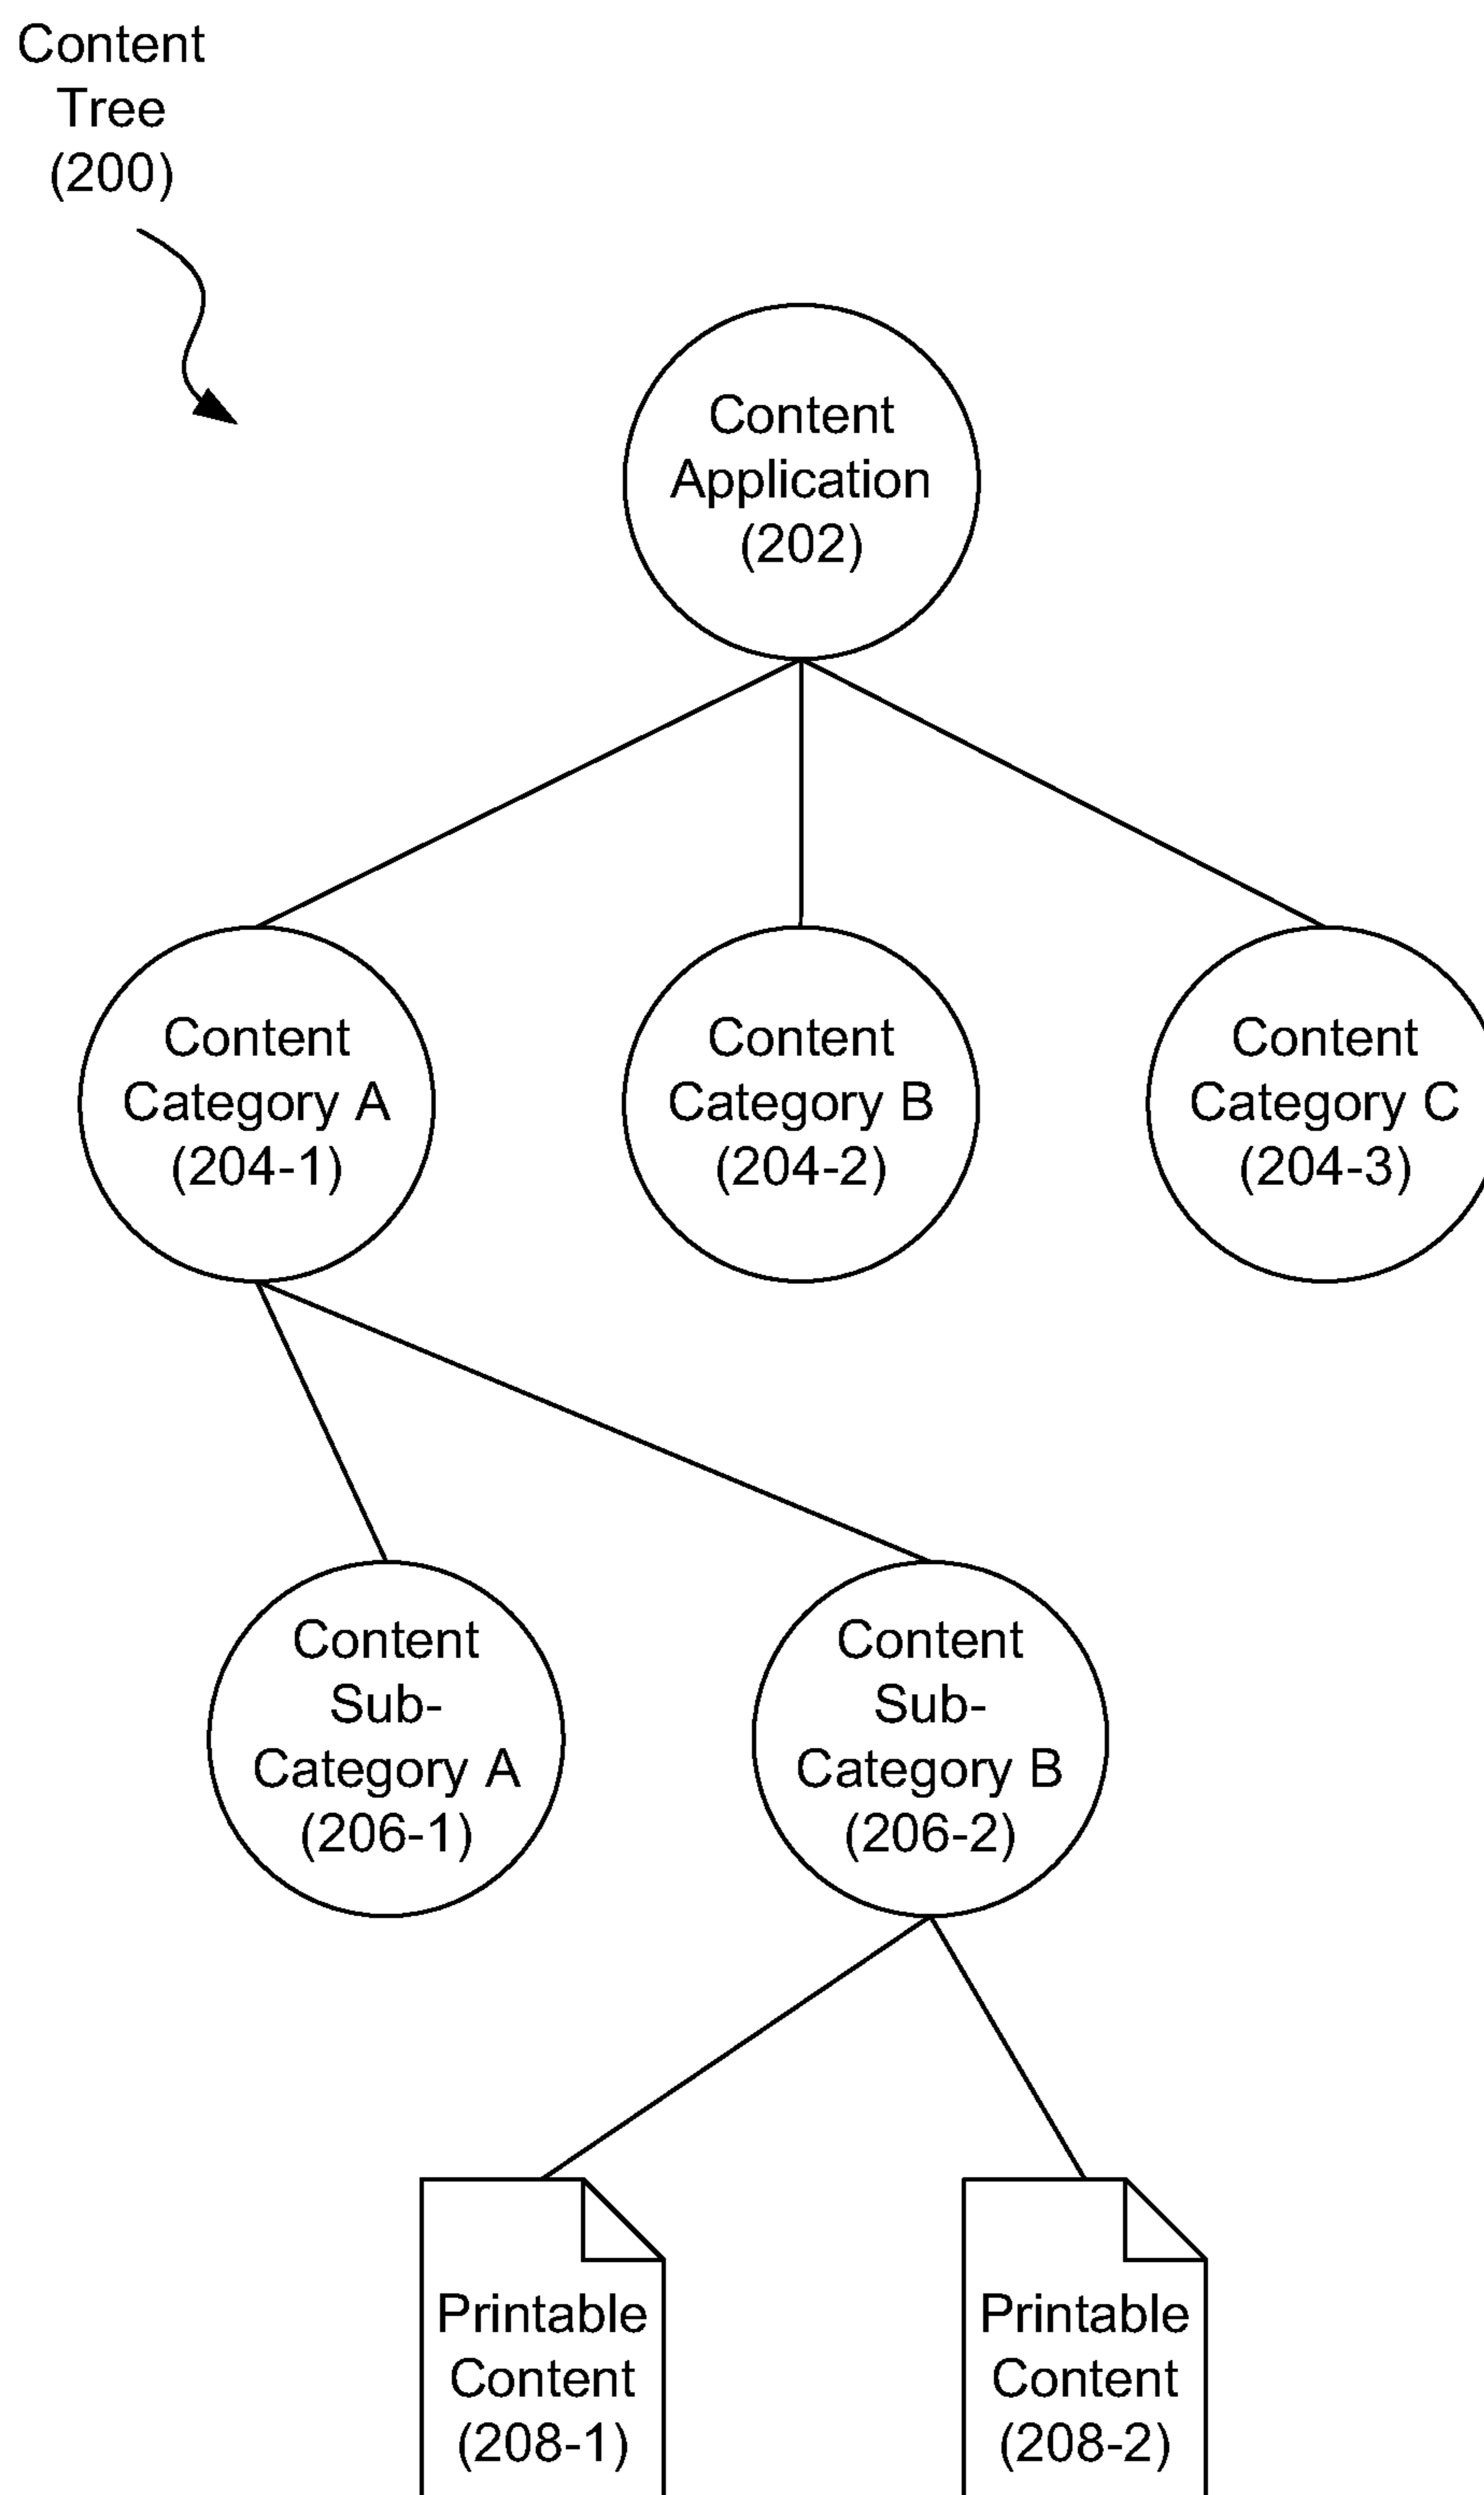 Content
Tree
(200)
Content
Application
(202)
Content
Category A
(204-1)
Content
Category B
(204-2)
Content
Category C
(204-3)
Content
Sub-
Category A
(206-1)
Content
Sub-
Category B
(206-2)
Printable
Content
(208-1)
Printable
Content
(208-2)